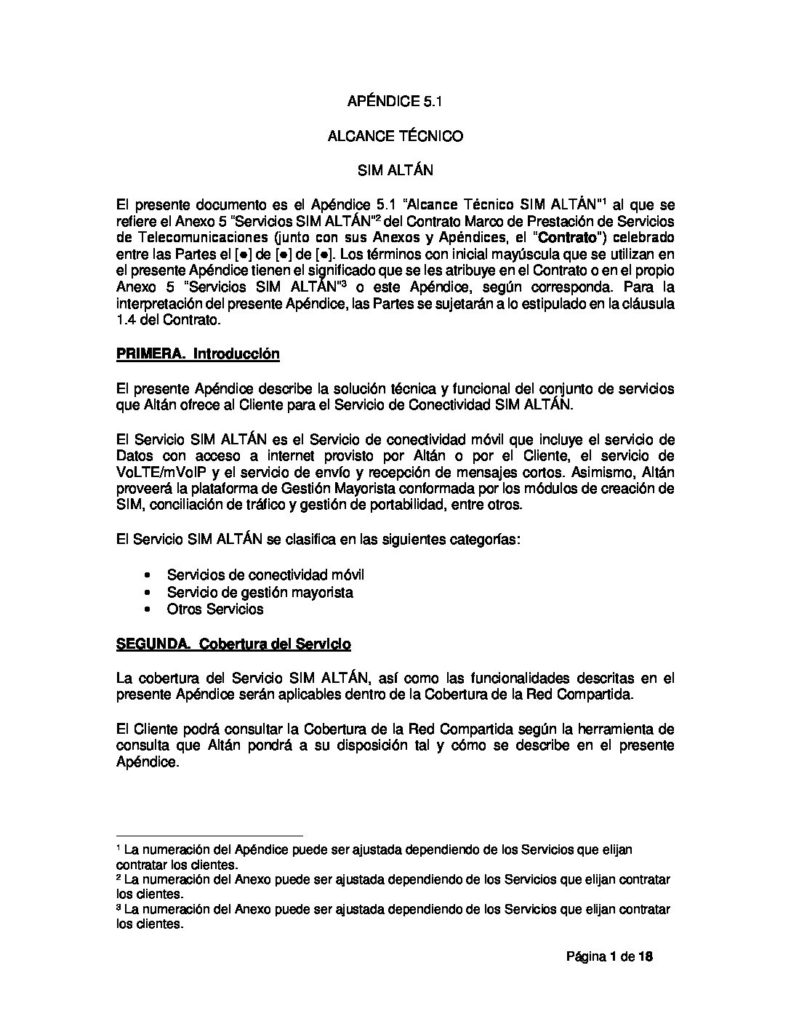 APÉNDICE 5.1
ALCANCE TÉCNICO
SIM ALTÁN
El presente documento es el Apéndice 5.1 "Alcance Técnico SIM ALTÁN"¹ al que se
refiere el Anexo 5 "Servicios SIM ALTÁN"² del Contrato Marco de Prestación de Servicios
de Telecomunicaciones (junto con sus Anexos y Apéndices, el "Contrato") celebrado
entre las Partes el [●] de [●] de [●]. Los términos con inicial mayúscula que se utilizan en
el presente Apéndice tienen el significado que se les atribuye en el Contrato o en el propio
Anexo 5 "Servicios SIM ALTÁN"³ o este Apéndice, según corresponda. Para la
interpretación del presente Apéndice, las Partes se sujetarán a lo estipulado en la cláusula
1.4 del Contrato.
PRIMERA. Introducción
El presente Apéndice describe la solución técnica y funcional del conjunto de servicios
que Altán ofrece al Cliente para el Servicio de Conectividad SIM ALTÁN.
El Servicio SIM ALTÁN es el Servicio de conectividad móvil que incluye el servicio de
Datos con acceso a internet provisto por Altán o por el Cliente, el servicio de
VoLTE/mVoIP y el servicio de envío y recepción de mensajes cortos. Asimismo, Altán
proveerá la plataforma de Gestión Mayorista conformada por los módulos de creación de
SIM, conciliación de tráfico y gestión de portabilidad, entre otros.
El Servicio SIM ALTÁN se clasifica en las siguientes categorías:
• Servicios de conectividad móvil
• Servicio de gestión mayorista
• Otros Servicios
SEGUNDA. Cobertura del Servicio
La cobertura del Servicio SIM ALTÁN, así como las funcionalidades descritas en el
presente Apéndice serán aplicables dentro de la Cobertura de la Red Compartida.
El Cliente podrá consultar la Cobertura de la Red Compartida según la herramienta de
consulta que Altán pondrá a su disposición tal y cómo se describe en el presente
Apéndice.
¹ La numeración del Apéndice puede ser ajustada dependiendo de los Servicios que elijan
contratar los clientes.
² La numeración del Anexo puede ser ajustada dependiendo de los Servicios que elijan contratar
los clientes.
³ La numeración del Anexo puede ser ajustada dependiendo de los Servicios que elijan contratar
los clientes.
Página 1 de 18